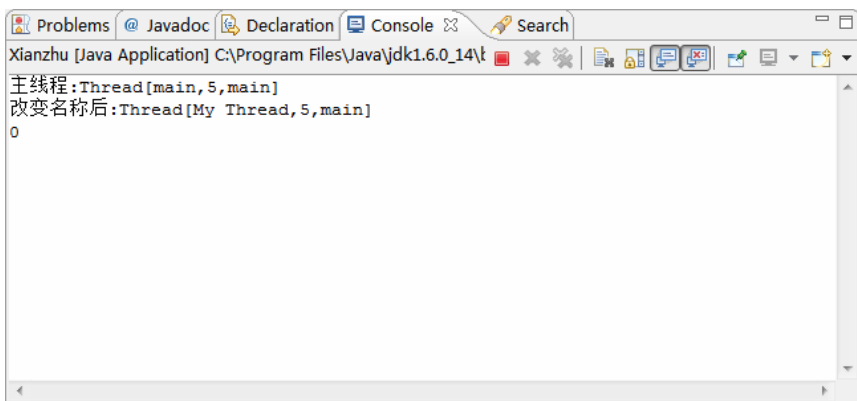 Problems @ Javadoc Declaration Console Search
Xianzhu [Java Application] C:\Program Files\Java\jdk1.6.0_14\t
主线程:Thread[main,5,main]
改变名称后:Thread[My Thread,5,main]
0